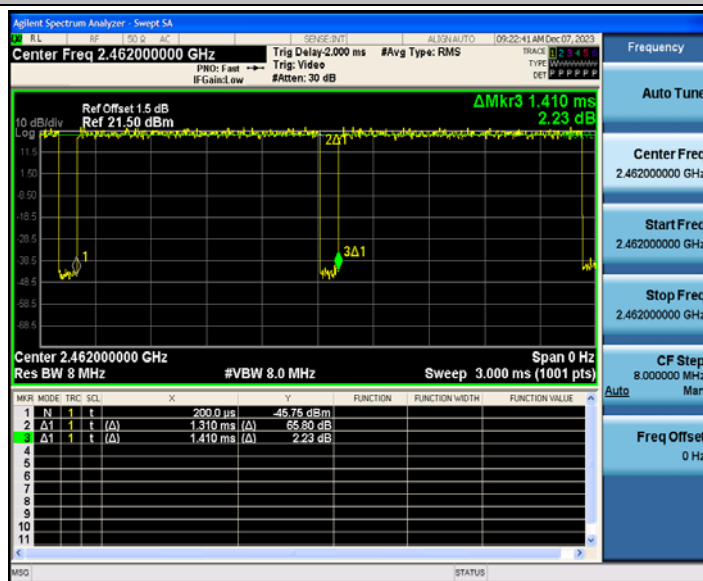 Agilent Spectrum Analyzer - Swept SA
RL RF 50 Ω AC SENSE:INT ALIGN AUTO 09:22:41 AM Dec 07, 2023
Center Freq 2.462000000 GHz
PNO: Fast
IFGain:Low
Trig Delay-2.000 ms
Trig: Video
#Atten: 30 dB
#Avg Type: RMS
TRACE 1 2 3 4 5 6
TYPE W
DET P P P P P P
Frequency
Auto Tune
Center Freq
2.462000000 GHz
Start Freq
2.462000000 GHz
Stop Freq
2.462000000 GHz
CF Step
8.000000 MHz
Auto Man
Freq Offset
0 Hz
ΔMkr3 1.410 ms
2.23 dB
Ref Offset 1.5 dB
10 dB/div Ref 21.50 dBm
Log
11.5
1.50
-8.50
-18.5
-28.5
-38.5
-48.5
-58.5
-68.5
2Δ1
1
3Δ1
Center 2.462000000 GHz Span 0 Hz
Res BW 8 MHz #VBW 8.0 MHz Sweep 3.000 ms (1001 pts)
MKR MODE TRC SCL X Y FUNCTION FUNCTION WIDTH FUNCTION VALUE
1 N 1 t 200.0 µs -45.75 dBm
2 Δ1 1 t (Δ) 1.310 ms (Δ) 65.80 dB
3 Δ1 1 t (Δ) 1.410 ms (Δ) 2.23 dB
4
5
6
7
8
9
10
11
MSG STATUS